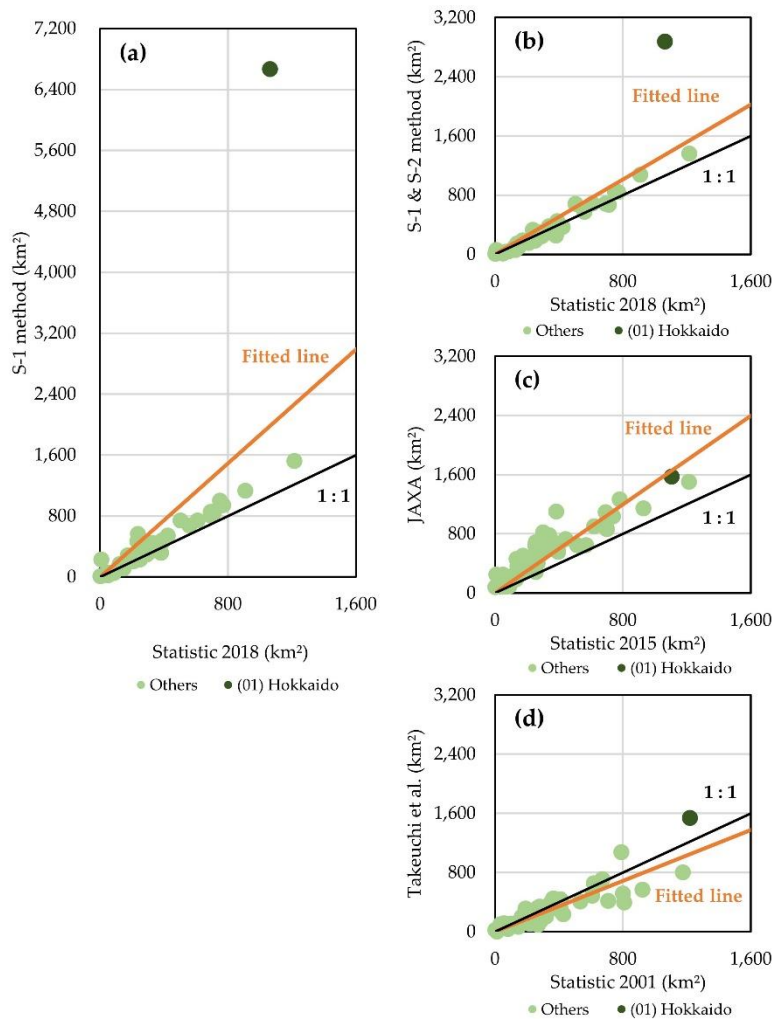 (a)
7,200
6,400
5,600
4,800
4,000
3,200
2,400
1,600
800
0
S-1 method (km²)
Fitted line
1 : 1
0 800 1,600
Statistic 2018 (km²)
Others (01) Hokkaido
(b)
3,200
2,400
1,600
800
0
S-1 & S-2 method (km²)
Fitted line
1 : 1
0 800 1,600
Statistic 2018 (km²)
Others (01) Hokkaido
(c)
3,200
2,400
1,600
800
0
JAXA (km²)
Fitted line
1 : 1
0 800 1,600
Statistic 2015 (km²)
Others (01) Hokkaido
(d)
3,200
2,400
1,600
800
0
Takeuchi et al. (km²)
1 : 1
Fitted line
0 800 1,600
Statistic 2001 (km²)
Others (01) Hokkaido